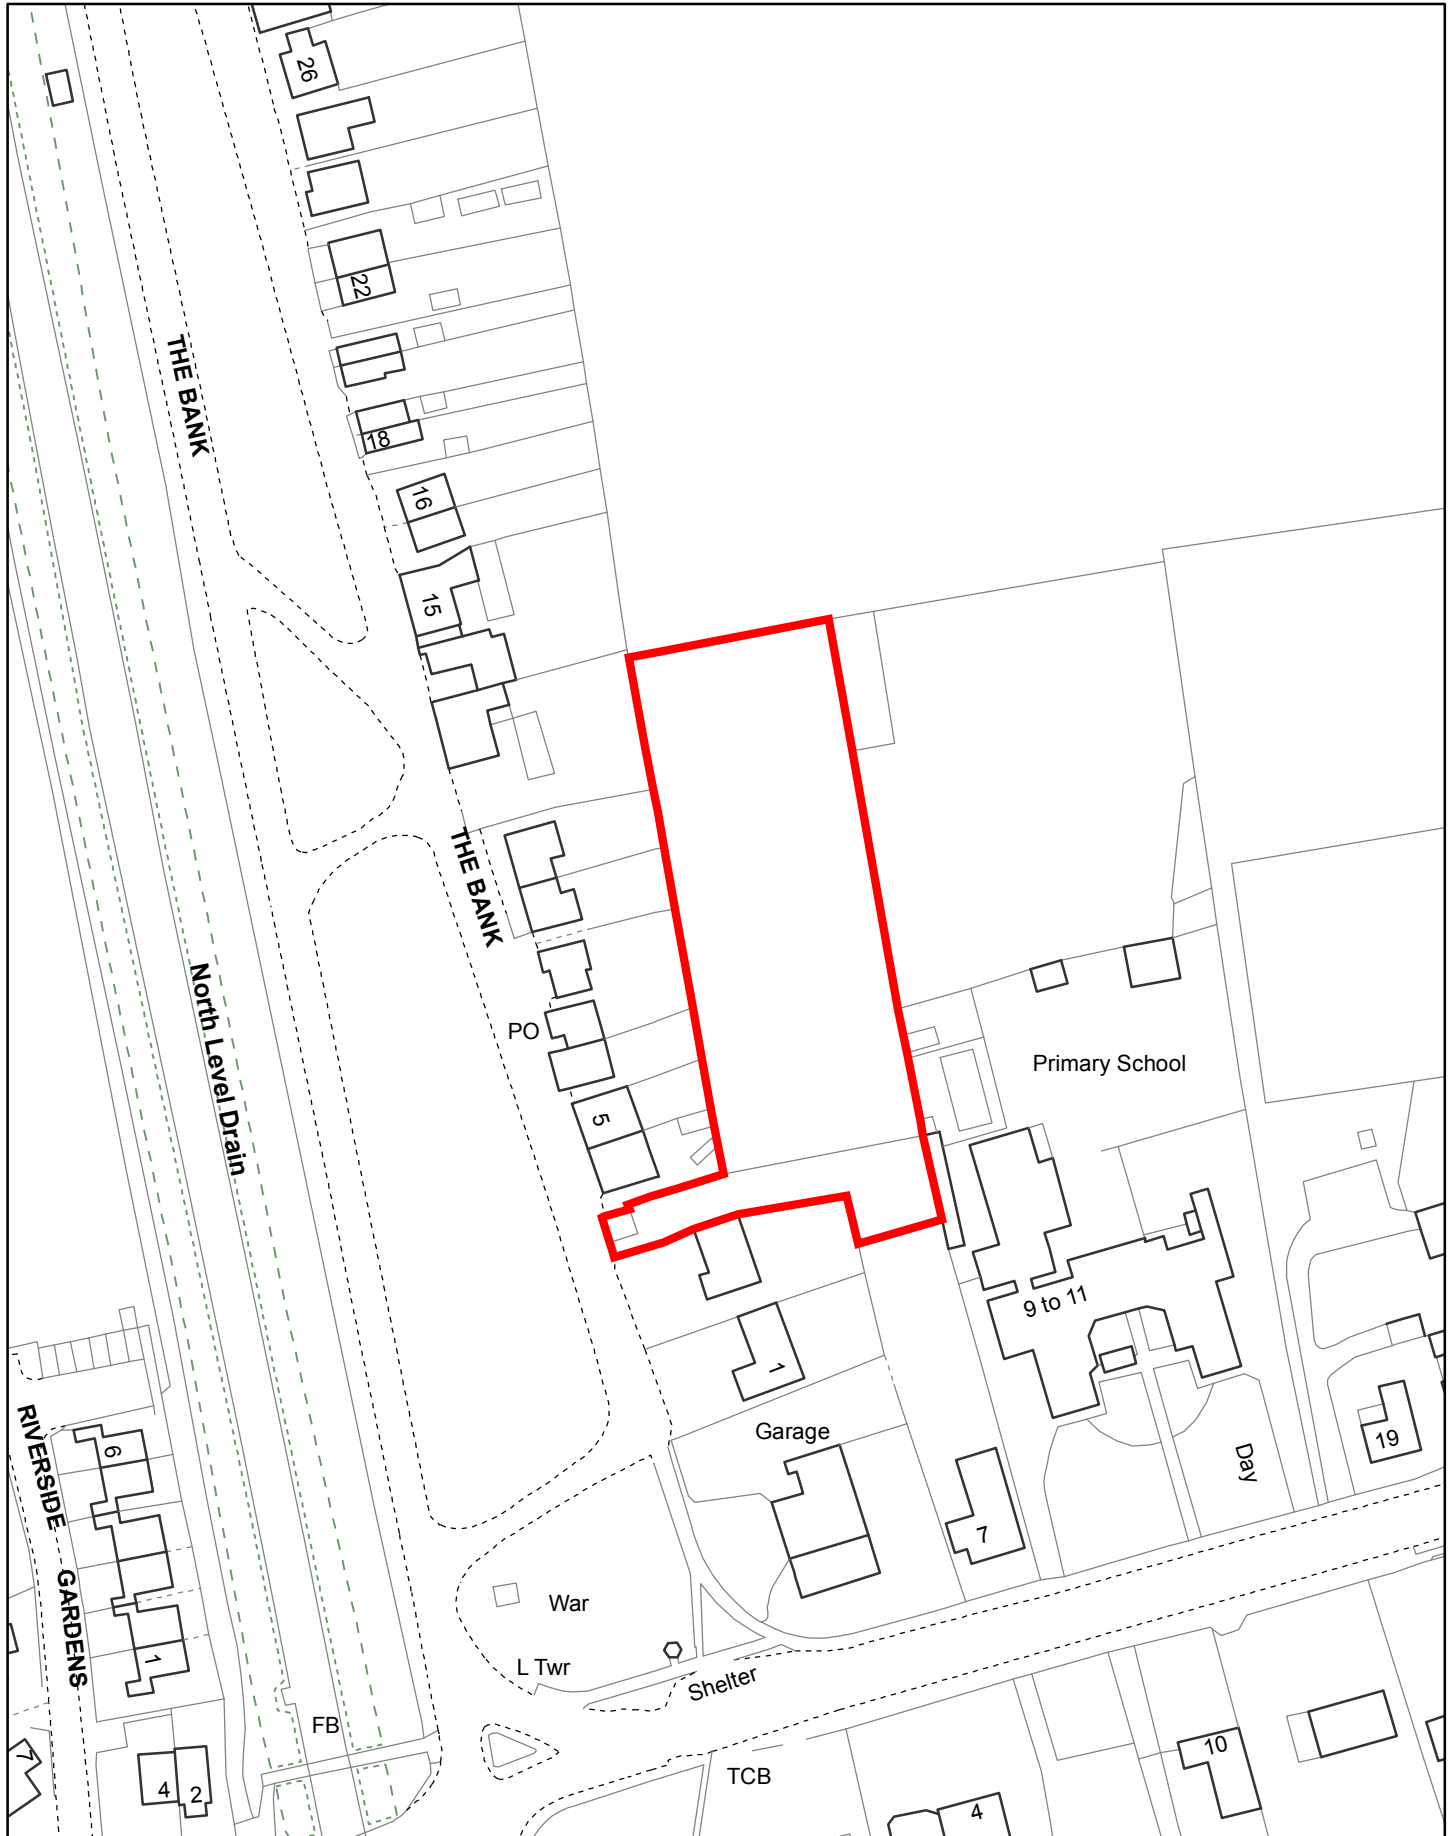 26
22
THE BANK
18
16
15
THE BANK
North Level Drain
PO
Primary School
5
9 to 11
1
RIVERSIDE
GARDENS
6
Garage
Day
19
7
War
1
L Twr
Shelter
FB
7
4
2
10
TCB
4